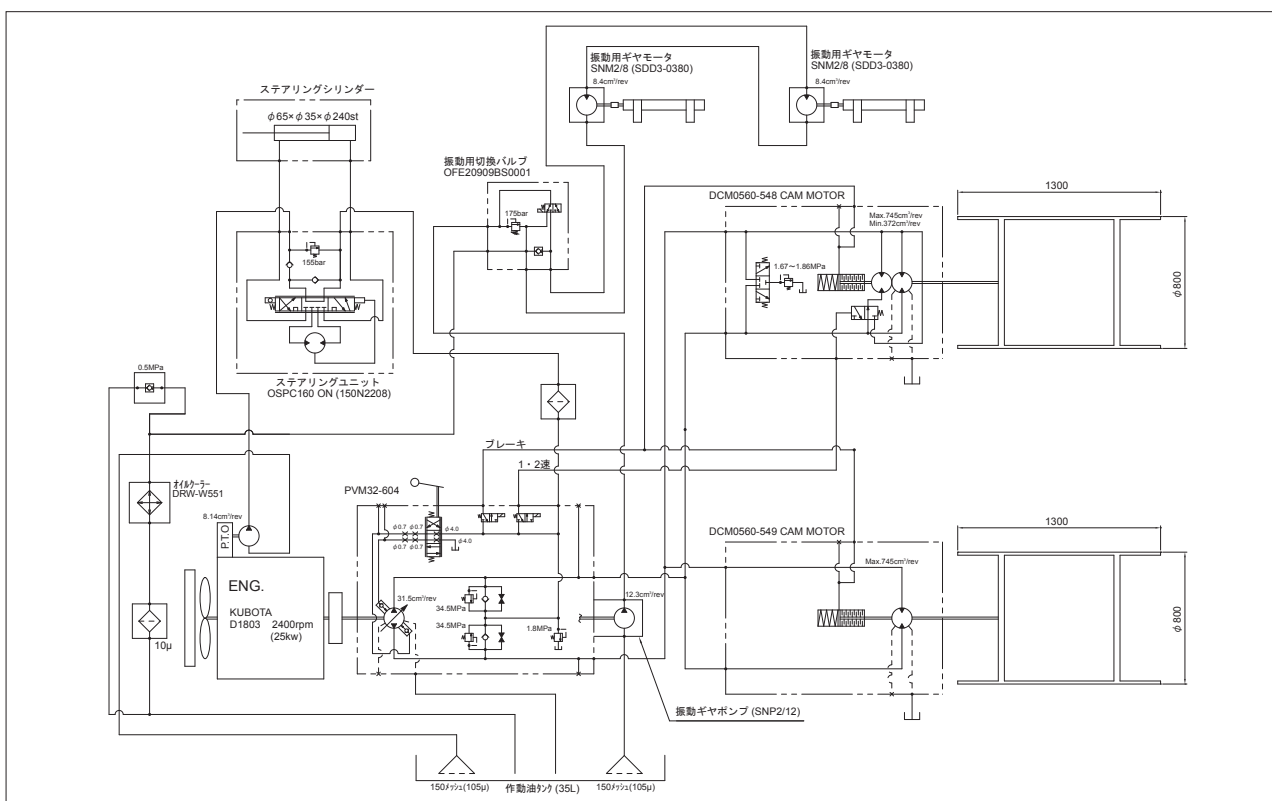 振動用ギヤモータ
SNM2/8 (SDD3-0380)
8.4cm³/rev
振動用ギヤモータ
SNM2/8 (SDD3-0380)
8.4cm³/rev
ステアリングシリンダー
φ65×φ35×φ240st
振動用切換バルブ
OFE20909BS0001
175bar
155bar
ステアリングユニット
OSPC160 ON (150N2208)
DCM0560-548 CAM MOTOR
Max.745cm³/rev
Min.372cm³/rev
1.67～1.86MPa
1300
φ800
0.5MPa
ブレーキ
1・2速
オイルクーラー
DRW-W551
8.14cm³/rev
P.T.O
PVM32-604
φ0.7
φ0.7
φ4.0
φ4.0
φ0.7
φ0.7
ENG.
KUBOTA
D1803 2400rpm
(25kw)
10μ
31.5cm³/rev
34.5MPa
34.5MPa
1.8MPa
12.3cm³/rev
DCM0560-549 CAM MOTOR
Max.745cm³/rev
1300
φ800
振動ギヤポンプ (SNP2/12)
150メッシュ(105μ)
作動油タンク (35L)
150メッシュ(105μ)